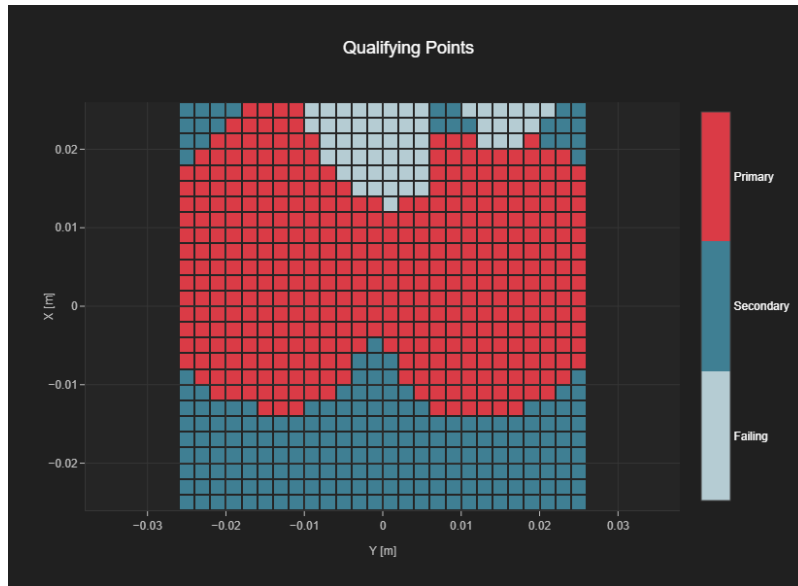 Qualifying Points
0.02
0.01
0
−0.01
−0.02
X [m]
−0.03
−0.02
−0.01
0
0.01
0.02
0.03
Y [m]
Primary
Secondary
Failing